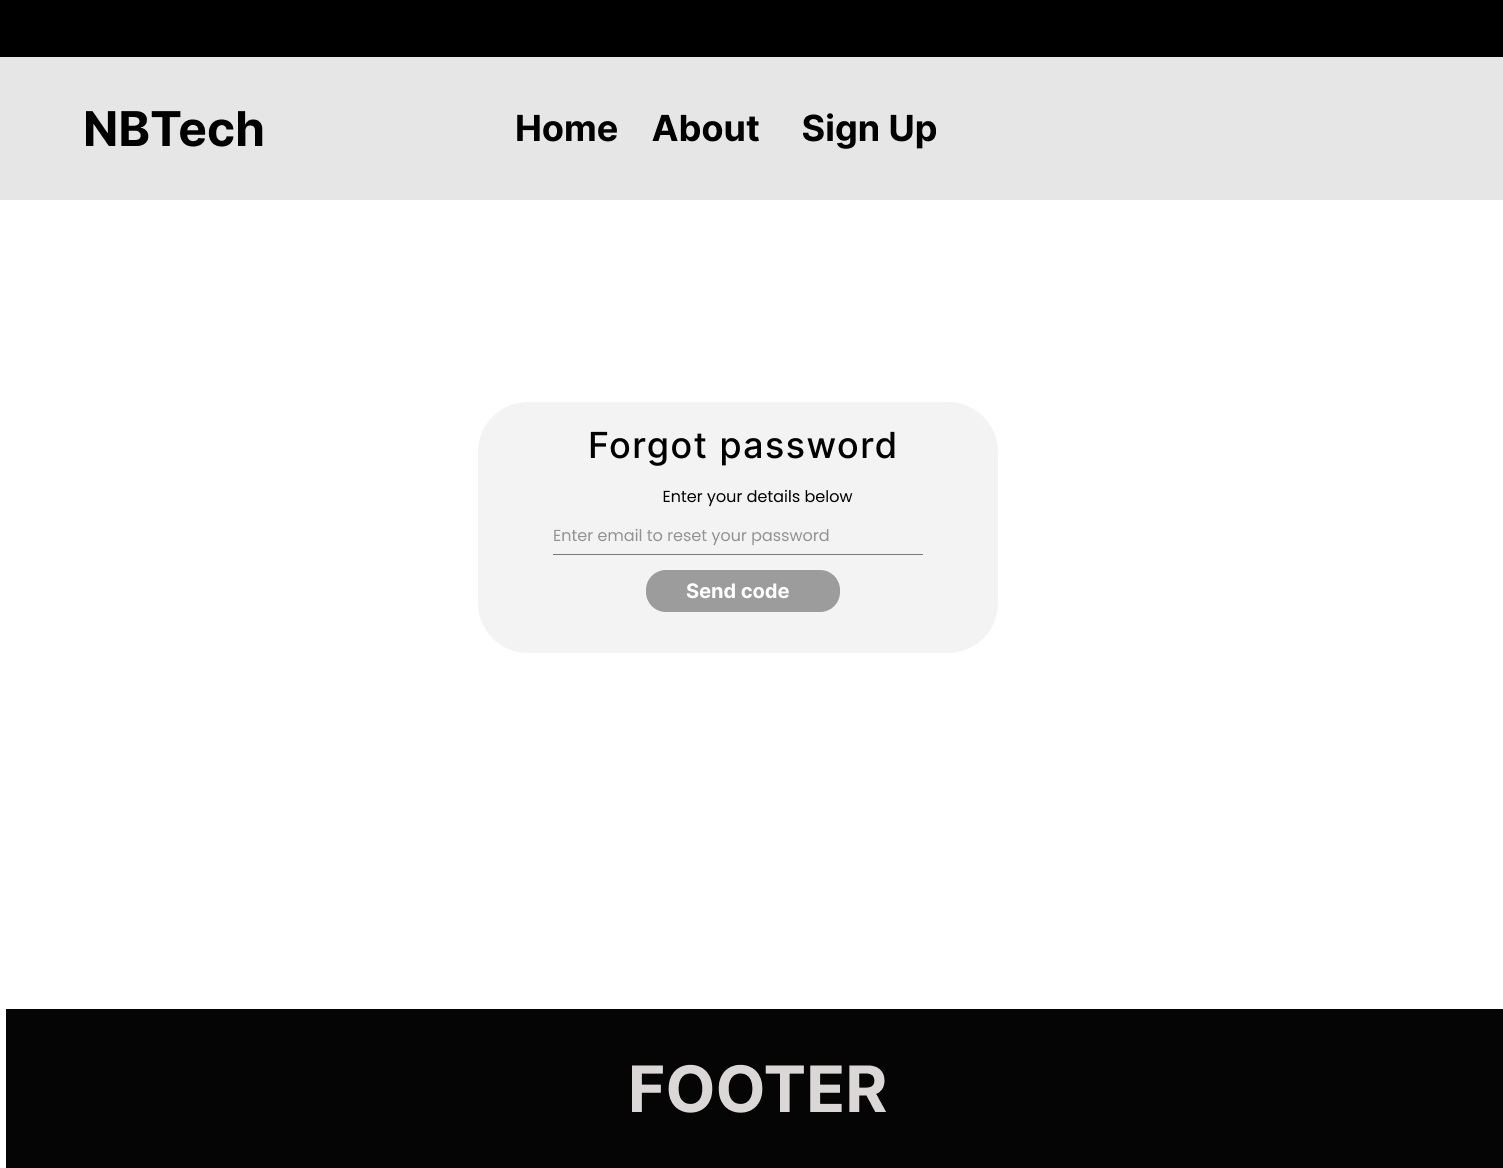 NBTech Home About Sign Up
Forgot password
Enter your details below
Enter email to reset your password
Send code
FOOTER